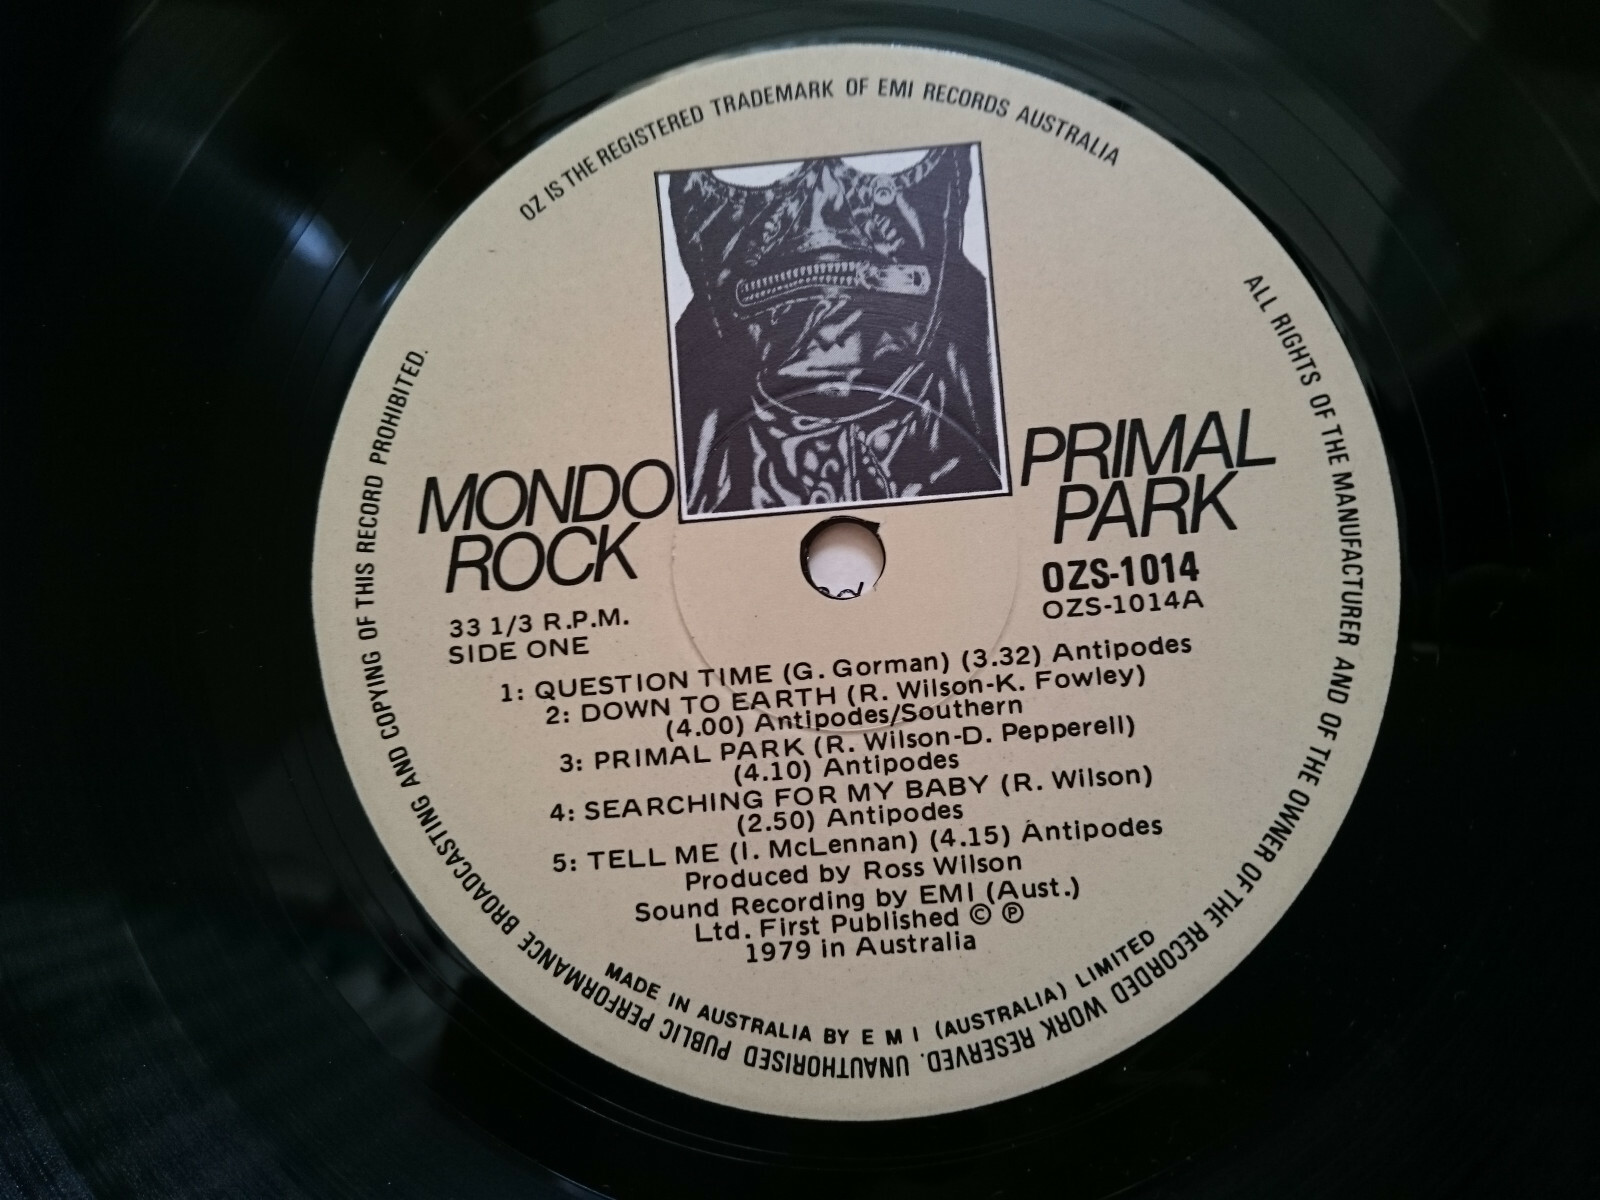 OZ IS THE REGISTERED TRADEMARK OF EMI RECORDS AUSTRALIA
ALL RIGHTS OF THE MANUFACTURER AND OF THE OWNER OF THE RECORDED WORK RESERVED. UNAUTHORISED PUBLIC PERFORMANCE BROADCASTING AND COPYING OF THIS RECORD PROHIBITED.
MONDO
ROCK
PRIMAL
PARK
OZS-1014
OZS-1014A
33 1/3 R.P.M.
SIDE ONE
1: QUESTION TIME (G. Gorman) (3.32) Antipodes
2: DOWN TO EARTH (R. Wilson-K. Fowley)
(4.00) Antipodes/Southern
3: PRIMAL PARK (R. Wilson-D. Pepperell)
(4.10) Antipodes
4: SEARCHING FOR MY BABY (R. Wilson)
(2.50) Antipodes
5: TELL ME (I. McLennan) (4.15) Antipodes
Produced by Ross Wilson
Sound Recording by EMI (Aust.)
Ltd. First Published © ℗
1979 in Australia
MADE IN AUSTRALIA BY E M I (AUSTRALIA) LIMITED